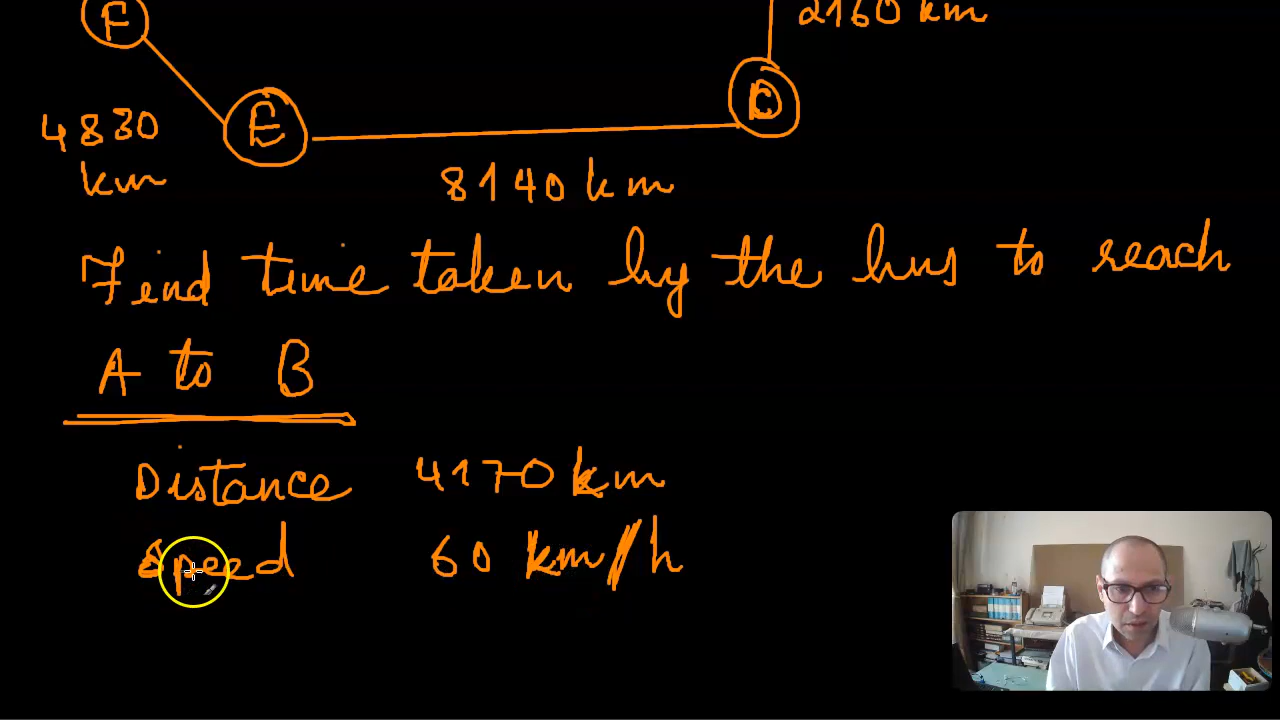 F
2160 km
D
E
4830
km
8140 km
Find time taken by the bus to reach
A to B
Distance 4170 km
Speed 60 km/h